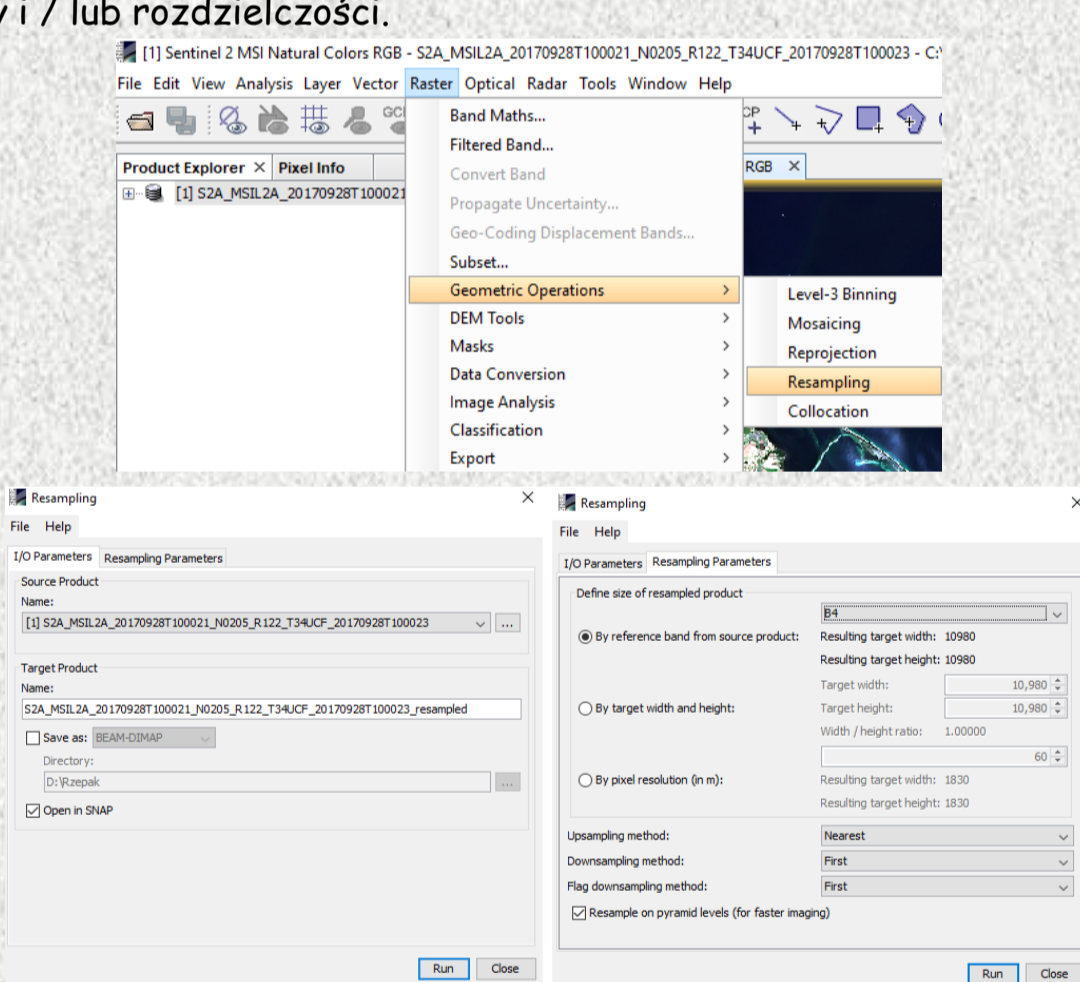 y i / lub rozdzielczości.
[1] Sentinel 2 MSI Natural Colors RGB - S2A_MSIL2A_20170928T100021_N0205_R122_T34UCF_20170928T100023 - C:\
File Edit View Analysis Layer Vector Raster Optical Radar Tools Window Help
GC
CP
Band Maths...
Filtered Band...
Convert Band
Propagate Uncertainty...
Geo-Coding Displacement Bands...
Subset...
Geometric Operations
DEM Tools
Masks
Data Conversion
Image Analysis
Classification
Export
Product Explorer Pixel Info
[1] S2A_MSIL2A_20170928T100021
RGB
Level-3 Binning
Mosaicing
Reprojection
Resampling
Collocation
Resampling
File Help
I/O Parameters Resampling Parameters
Source Product
Name:
[1] S2A_MSIL2A_20170928T100021_N0205_R122_T34UCF_20170928T100023 ...
Target Product
Name:
S2A_MSIL2A_20170928T100021_N0205_R122_T34UCF_20170928T100023_resampled
Save as: BEAM-DIMAP
Directory:
D:\Rzepak ...
Open in SNAP
Run Close
Resampling
File Help
I/O Parameters Resampling Parameters
Define size of resampled product
B4
By reference band from source product: Resulting target width: 10980
Resulting target height: 10980
Target width: 10,980
By target width and height: Target height: 10,980
Width / height ratio: 1.00000
60
By pixel resolution (in m): Resulting target width: 1830
Resulting target height: 1830
Upsampling method: Nearest
Downsampling method: First
Flag downsampling method: First
Resample on pyramid levels (for faster imaging)
Run Close